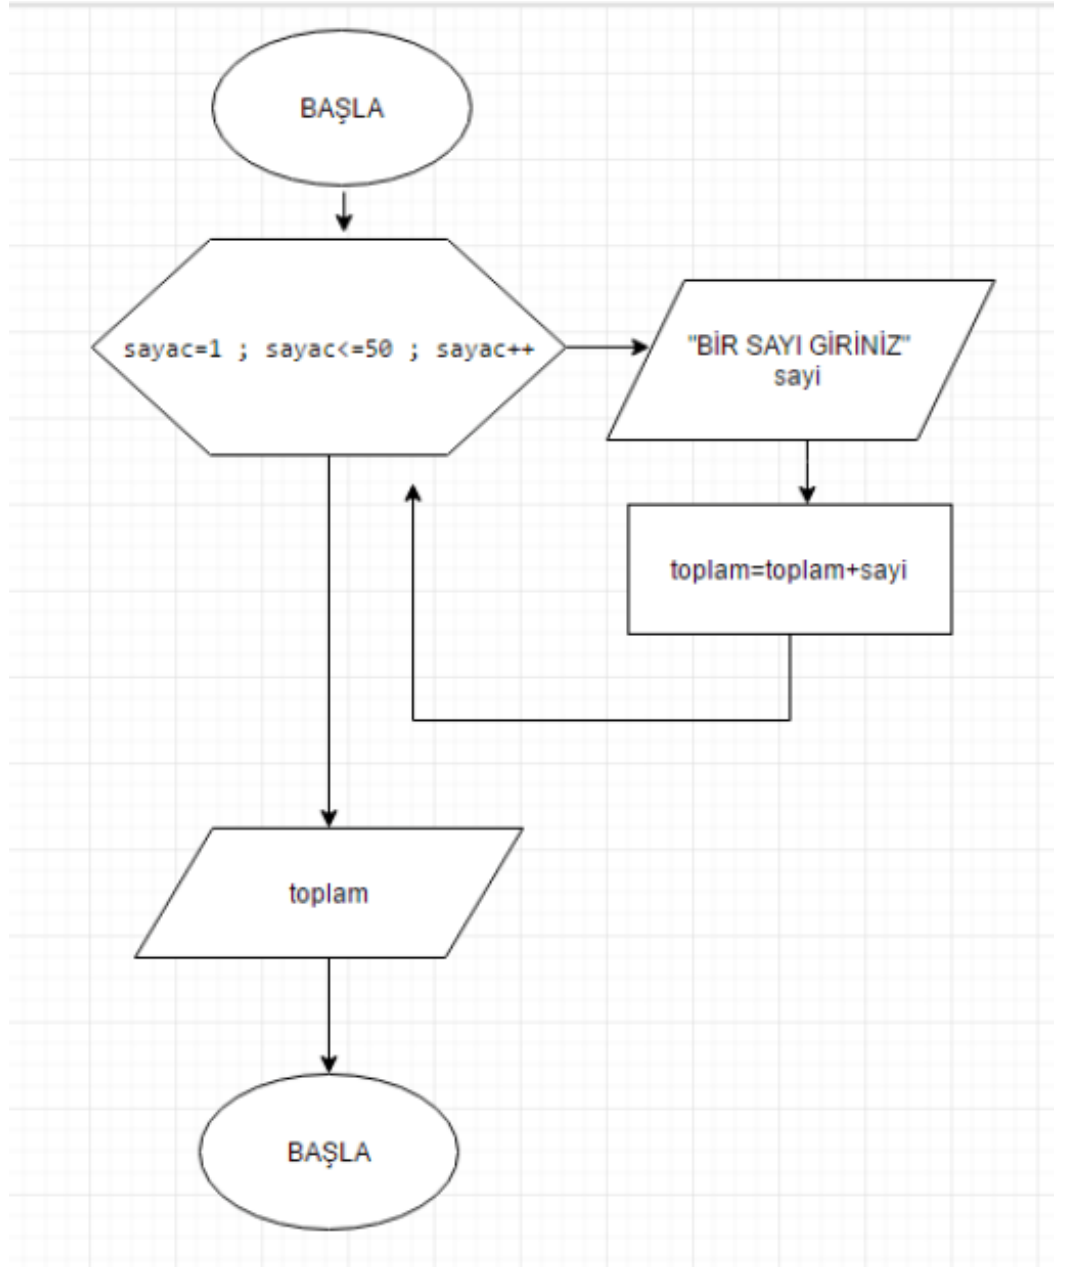 BAŞLA
sayac=1 ; sayac<=50 ; sayac++
"BİR SAYI GİRİNİZ"
sayi
toplam=toplam+sayi
toplam
BAŞLA